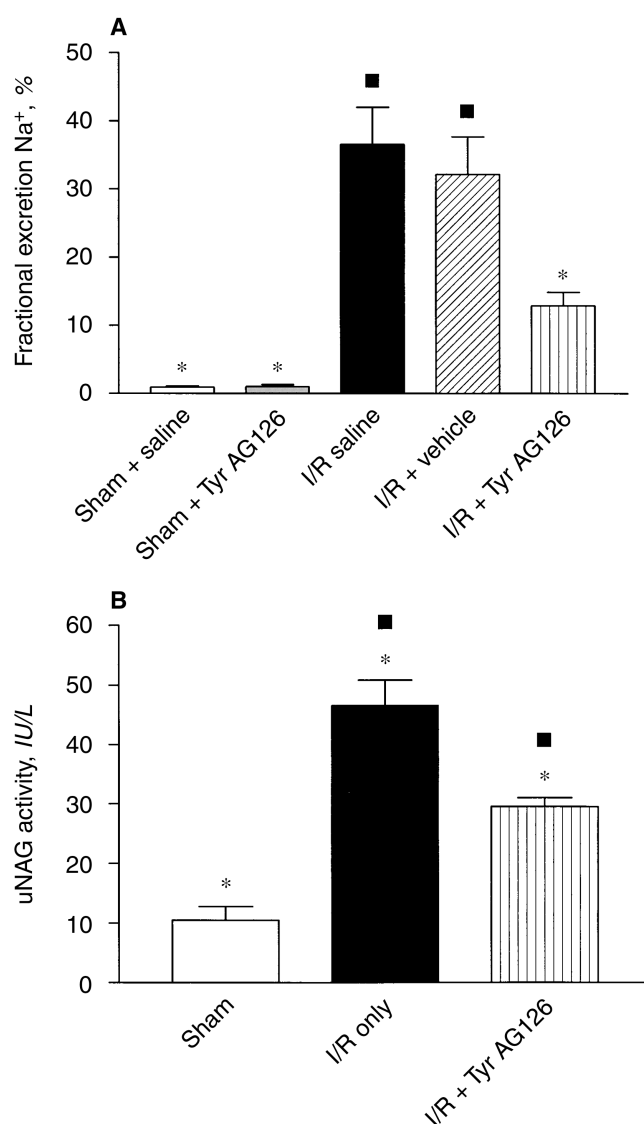 A
Fractional excretion Na⁺, %
50
40
30
20
10
0
■
■
*
*
*
Sham + saline
Sham + Tyr AG126
I/R saline
I/R + vehicle
I/R + Tyr AG126
B
uNAG activity, IU/L
60
50
40
30
20
10
0
■
*
■
*
*
Sham
I/R only
I/R + Tyr AG126